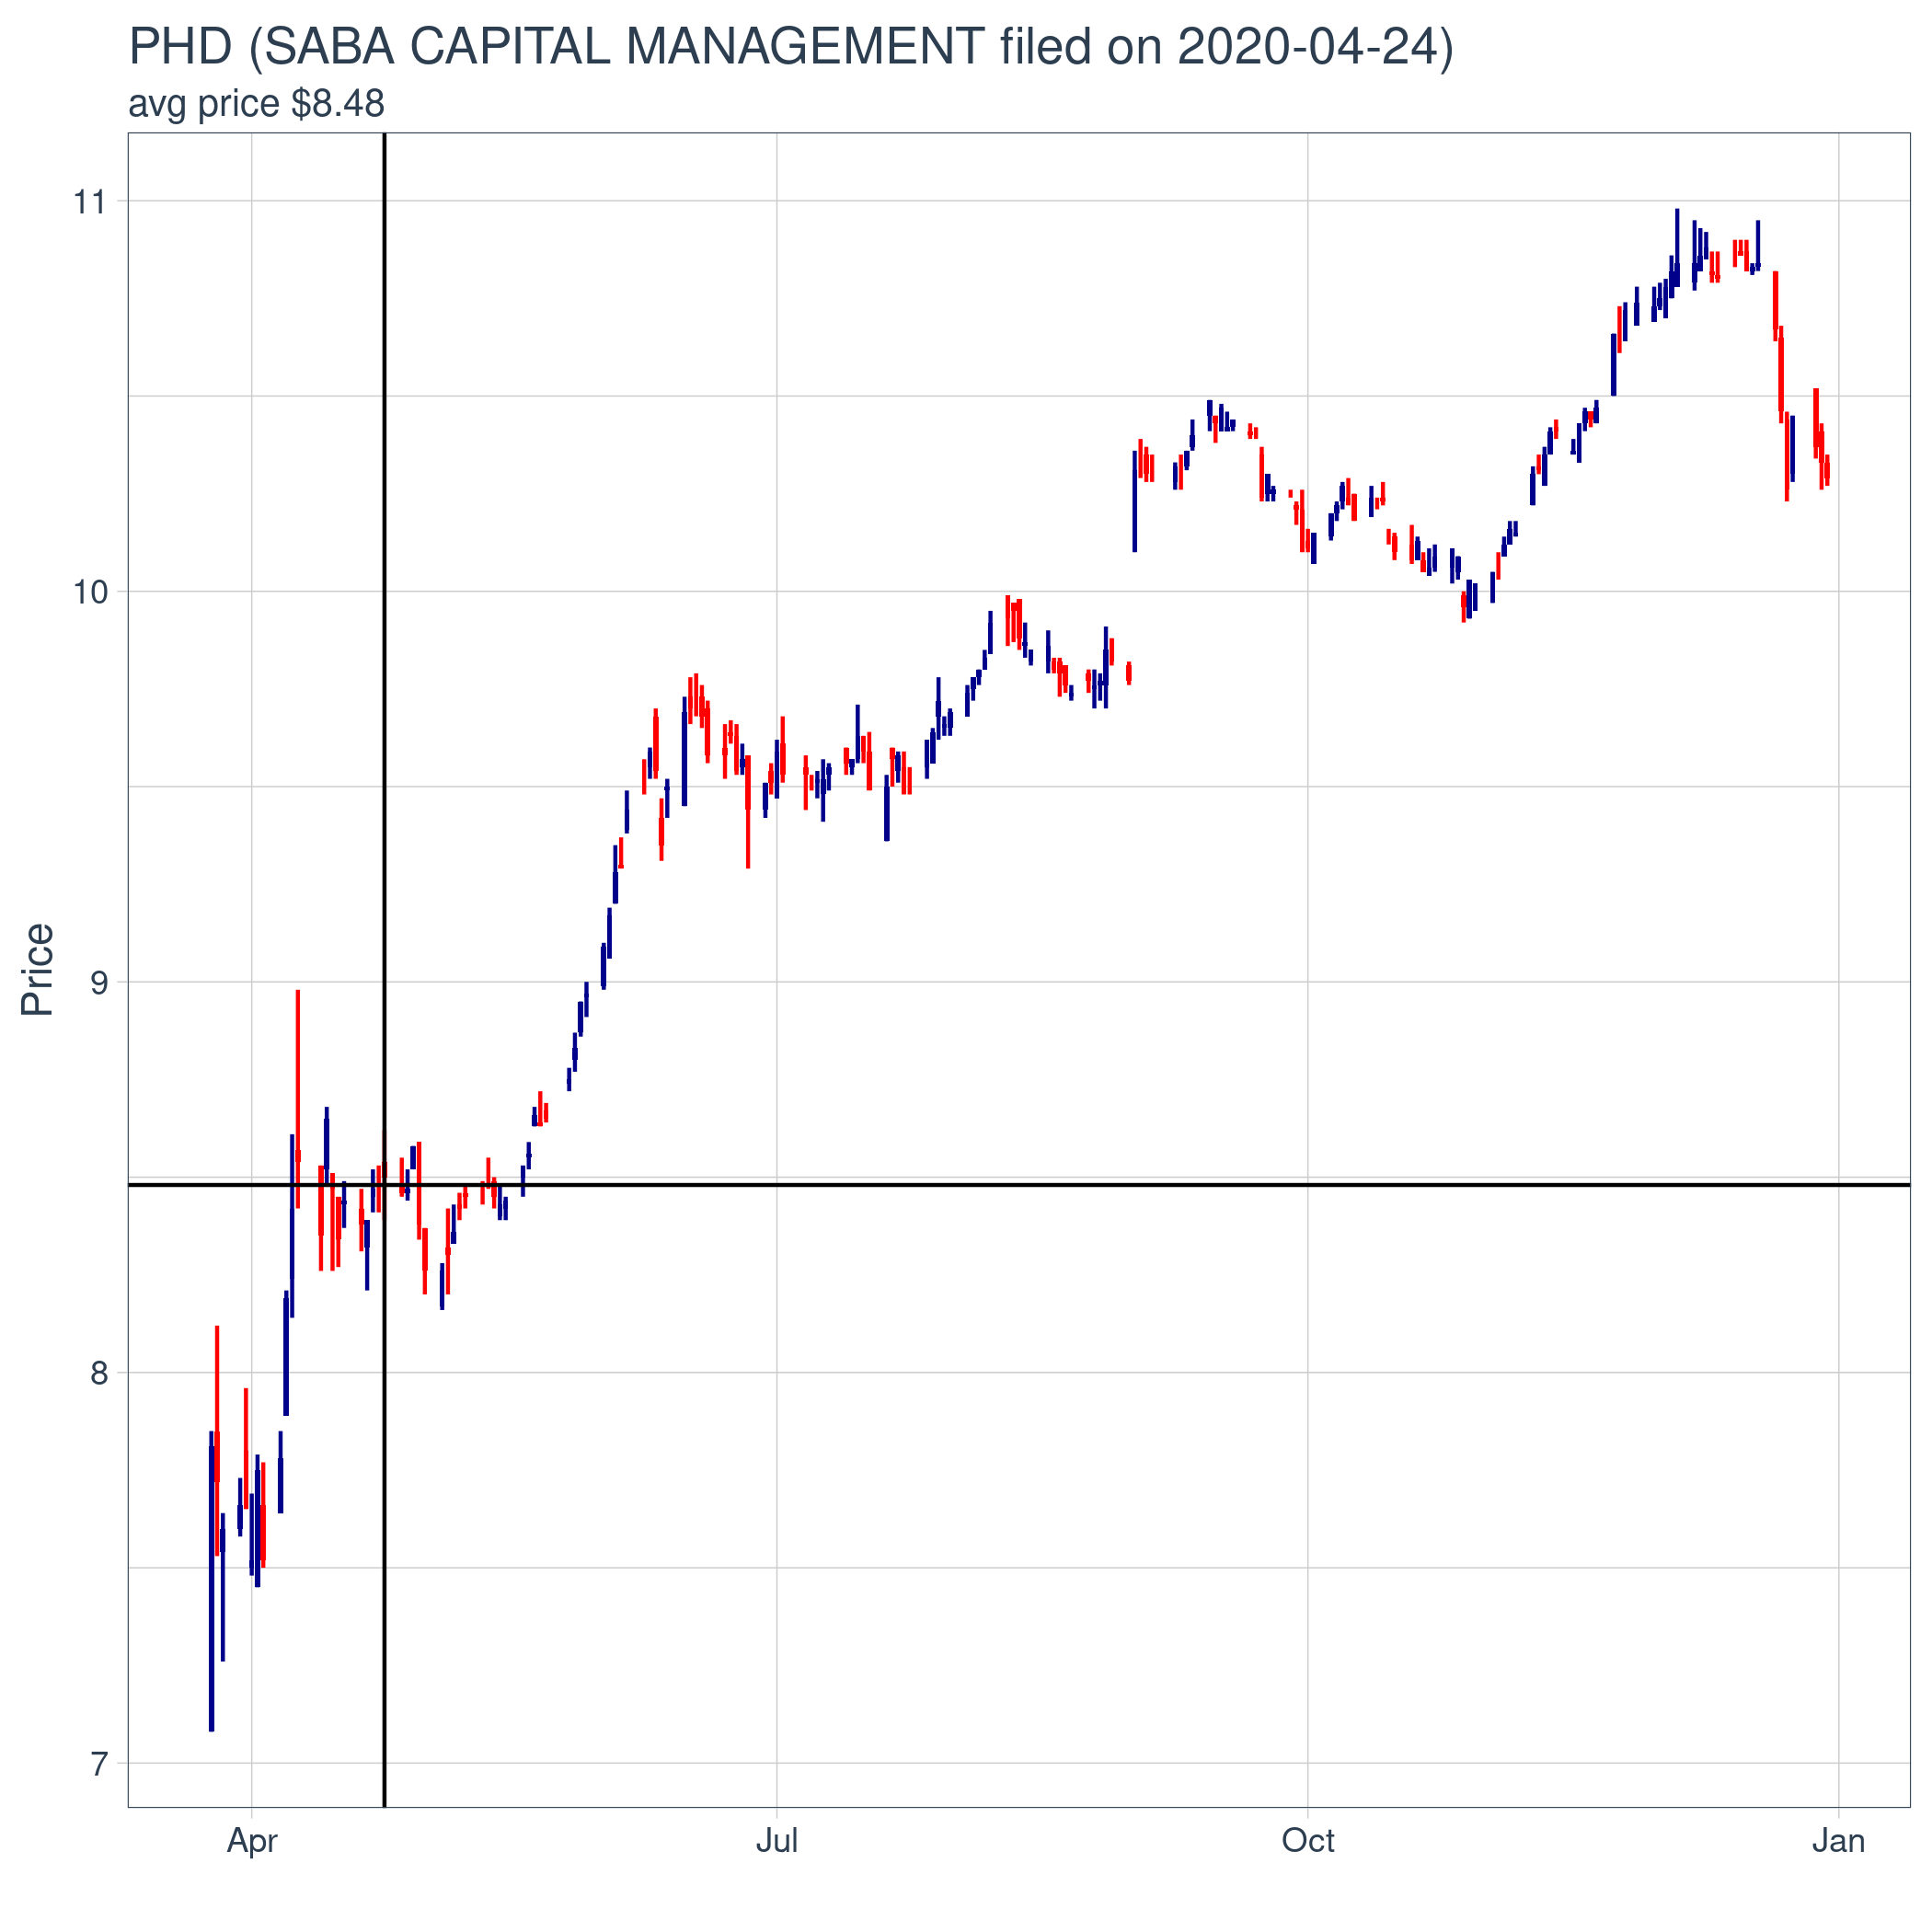 PHD (SABA CAPITAL MANAGEMENT filed on 2020-04-24)
avg price $8.48
11
10
9
8
7
Price
Apr Jul Oct Jan